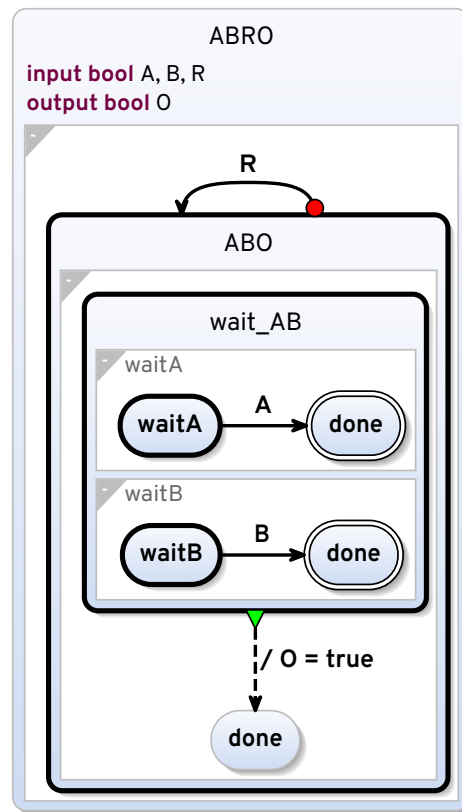 ABRO
input bool A, B, R
output bool O
-
R
ABO
-
wait_AB
- waitA
waitA
A
done
- waitB
waitB
B
done
/ O = true
done